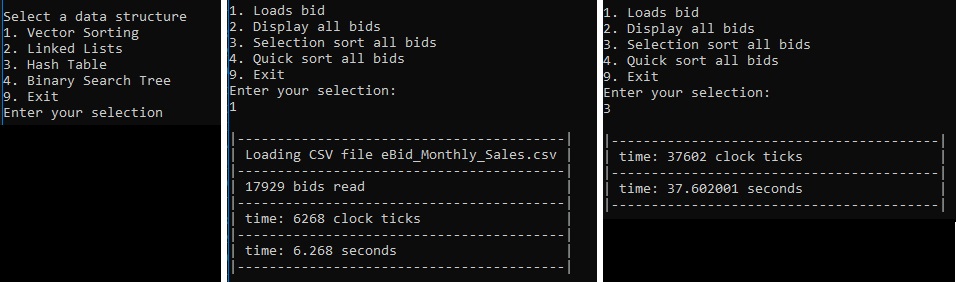 Select a data structure
1. Vector Sorting
2. Linked Lists
3. Hash Table
4. Binary Search Tree
9. Exit
Enter your selection
1. Loads bid
2. Display all bids
3. Selection sort all bids
4. Quick sort all bids
9. Exit
Enter your selection:
1
|-----------------------------------------|
| Loading CSV file eBid_Monthly_Sales.csv |
|-----------------------------------------|
| 17929 bids read |
|-----------------------------------------|
| time: 6268 clock ticks |
|-----------------------------------------|
| time: 6.268 seconds |
|-----------------------------------------|
1. Loads bid
2. Display all bids
3. Selection sort all bids
4. Quick sort all bids
9. Exit
Enter your selection:
3
|-----------------------------------------|
| time: 37602 clock ticks |
|-----------------------------------------|
| time: 37.602001 seconds |
|-----------------------------------------|